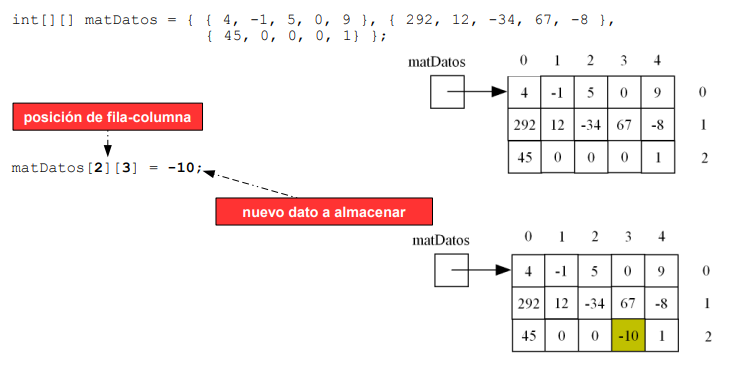 int[][] matDatos = { { 4, -1, 5, 0, 9 }, { 292, 12, -34, 67, -8 },
{ 45, 0, 0, 0, 1} };
matDatos
0 1 2 3 4
4 -1 5 0 9 0
292 12 -34 67 -8 1
45 0 0 0 1 2
posición de fila-columna
matDatos[2][3] = -10;
nuevo dato a almacenar
matDatos
0 1 2 3 4
4 -1 5 0 9 0
292 12 -34 67 -8 1
45 0 0 -10 1 2